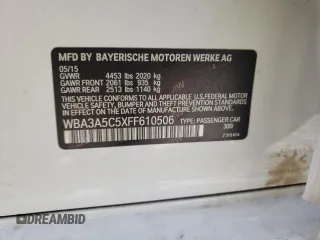 MFD BY BAYERISCHE MOTOREN WERKE AG
05/15
GVWR 4453 lbs 2020 kg
GAWR FRONT 2061 lbs 935 kg
GAWR REAR 2513 lbs 1140 kg
THIS VEHICLE CONFORMS TO ALL APPLICABLE
U.S. FEDERAL MOTOR VEHICLE SAFETY, BUMPER, AND
THEFT PREVENTION STANDARDS IN EFFECT ON THE DATE
OF MANUFACTURE SHOWN ABOVE.
WBA3A5C5XFF610506 TYPE: PASSENGER CAR
DREAMBID